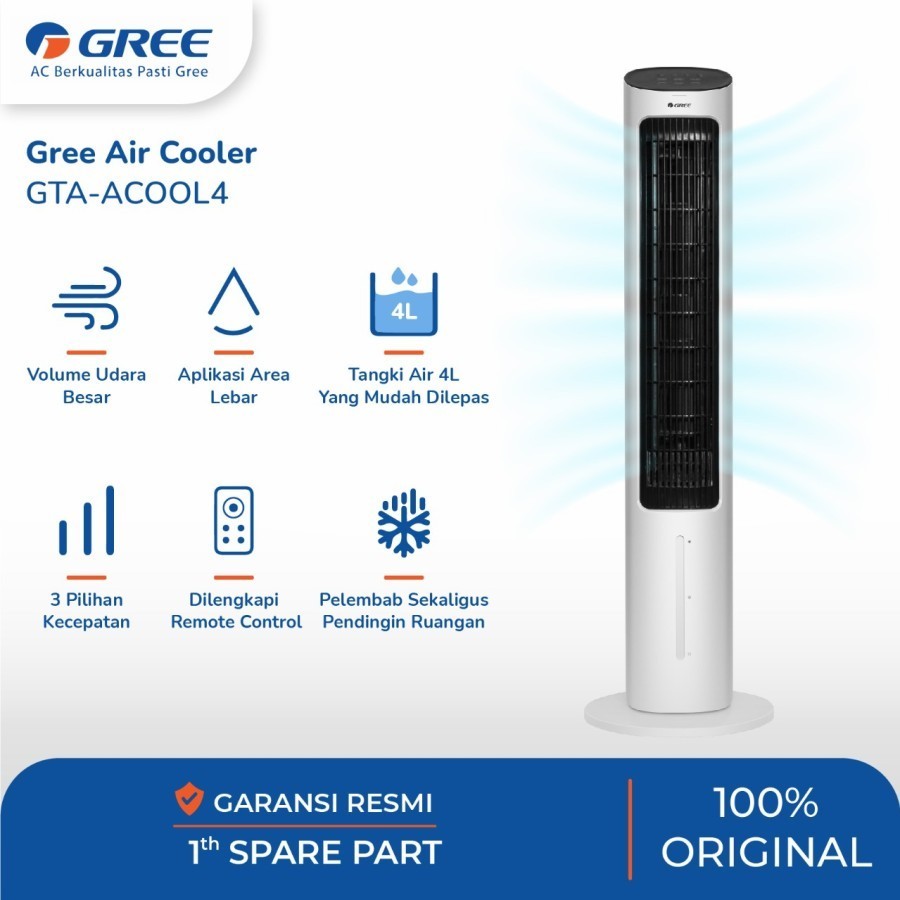 GREE
AC Berkualitas Pasti Gree
Gree Air Cooler
GTA-ACOOL4
Volume Udara
Besar
Aplikasi Area
Lebar
4L
Tangki Air 4L
Yang Mudah Dilepas
3 Pilihan
Kecepatan
Dilengkapi
Remote Control
Pelembab Sekaligus
Pendingin Ruangan
GREE
GARANSI RESMI
1th SPARE PART
100%
ORIGINAL